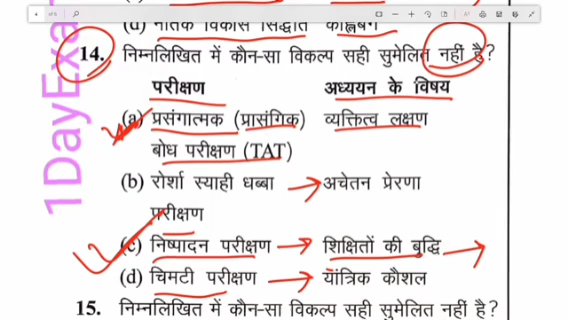 (d) नैतिक विकास सिद्धांत कोह्लबर्ग
14. निम्नलिखित में कौन-सा विकल्प सही सुमेलित नहीं है?
परीक्षण अध्ययन के विषय
(a) प्रसंगात्मक (प्रासंगिक) व्यक्तित्व लक्षण
बोध परीक्षण (TAT)
(b) रोर्शा स्याही धब्बा अचेतन प्रेरणा
परीक्षण
(c) निष्पादन परीक्षण शिक्षितों की बुद्धि
(d) चिमटी परीक्षण यांत्रिक कौशल
15. निम्नलिखित में कौन-सा विकल्प सही सुमेलित नहीं है?
1DayExa